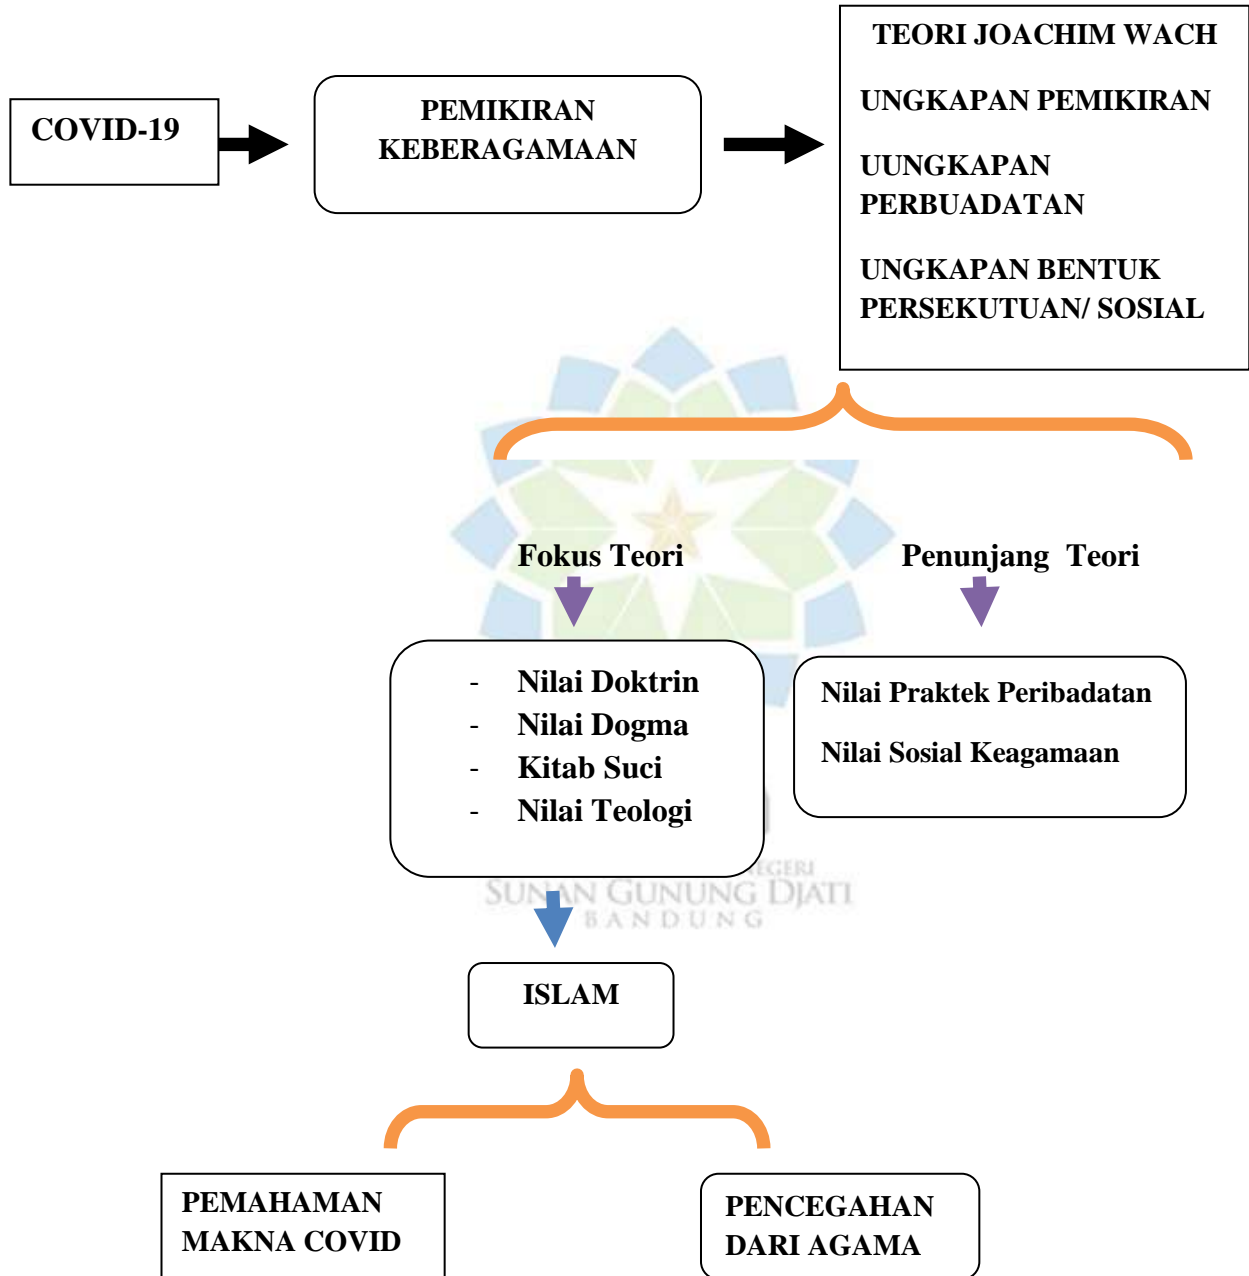 COVID-19
PEMIKIRAN
KEBERAGAMAAN
TEORI JOACHIM WACH
UNGKAPAN PEMIKIRAN
UUNGKAPAN
PERBUADATAN
UNGKAPAN BENTUK
PERSEKUTUAN/ SOSIAL
Fokus Teori
Penunjang Teori
- Nilai Doktrin
- Nilai Dogma
- Kitab Suci
- Nilai Teologi
Nilai Praktek Peribadatan
Nilai Sosial Keagamaan
SUNAN GUNUNG DJATI
BANDUNG
ISLAM
PEMAHAMAN
MAKNA COVID
PENCEGAHAN
DARI AGAMA